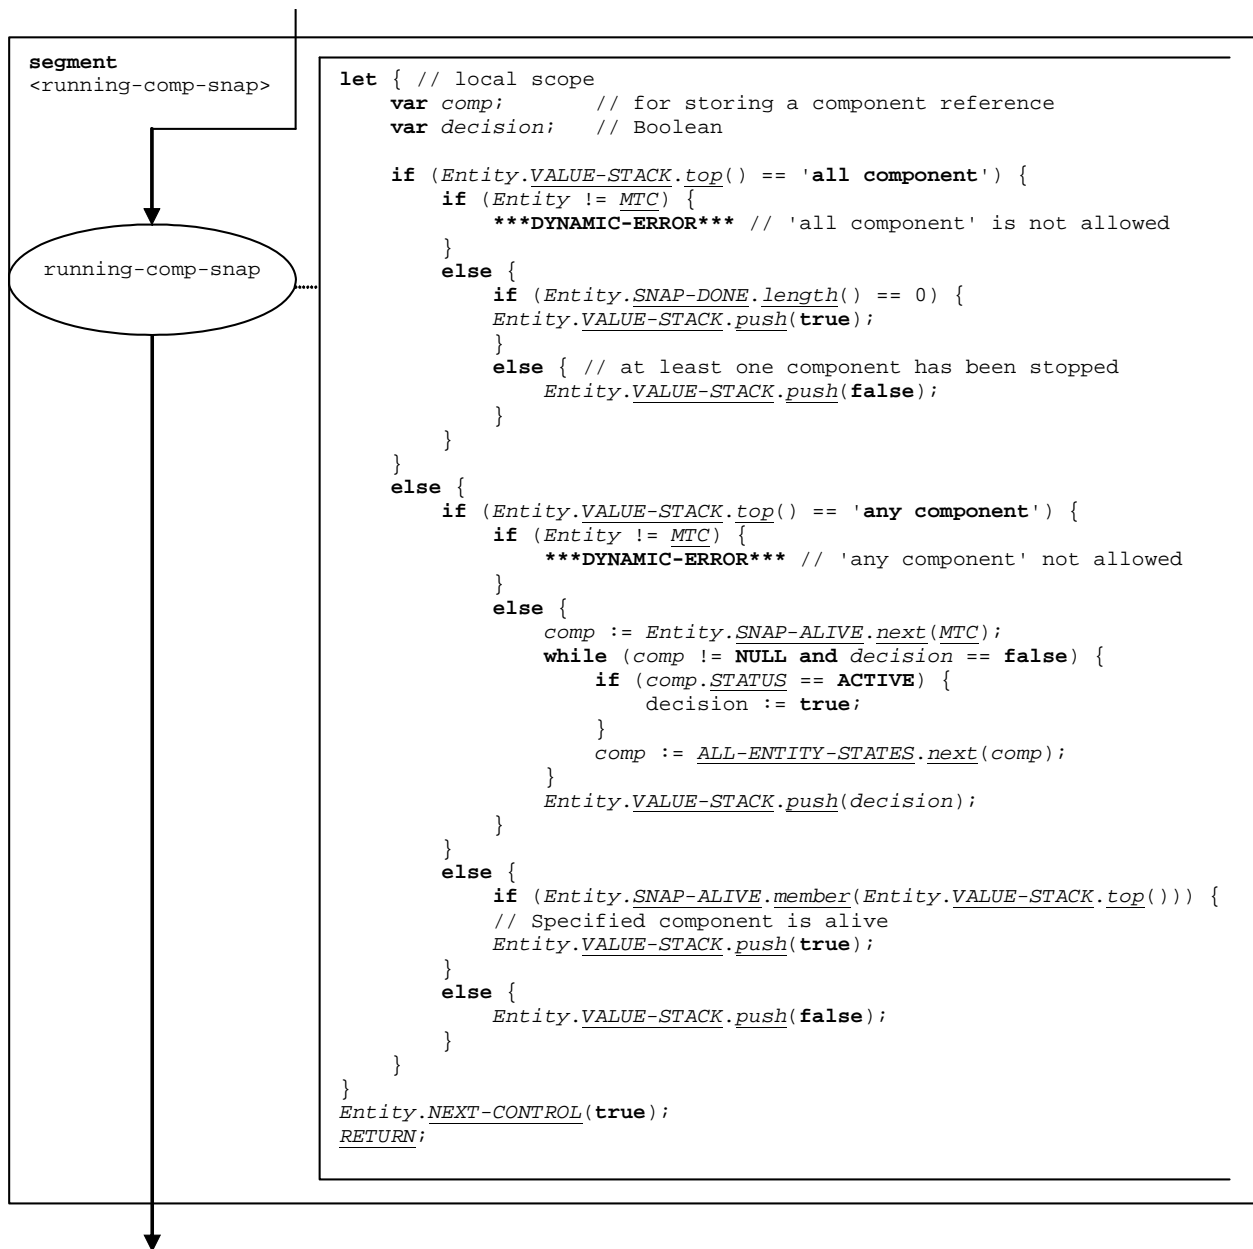 segment
<running-comp-snap>
running-comp-snap
let { // local scope
var comp; // for storing a component reference
var decision; // Boolean
if (Entity.VALUE-STACK.top() == 'all component') {
if (Entity != MTC) {
***DYNAMIC-ERROR*** // 'all component' is not allowed
}
else {
if (Entity.SNAP-DONE.length() == 0) {
Entity.VALUE-STACK.push(true);
}
else { // at least one component has been stopped
Entity.VALUE-STACK.push(false);
}
}
}
else {
if (Entity.VALUE-STACK.top() == 'any component') {
if (Entity != MTC) {
***DYNAMIC-ERROR*** // 'any component' not allowed
}
else {
comp := Entity.SNAP-ALIVE.next(MTC);
while (comp != NULL and decision == false) {
if (comp.STATUS == ACTIVE) {
decision := true;
}
comp := ALL-ENTITY-STATES.next(comp);
}
Entity.VALUE-STACK.push(decision);
}
}
else {
if (Entity.SNAP-ALIVE.member(Entity.VALUE-STACK.top())) {
// Specified component is alive
Entity.VALUE-STACK.push(true);
}
else {
Entity.VALUE-STACK.push(false);
}
}
}
Entity.NEXT-CONTROL(true);
RETURN;